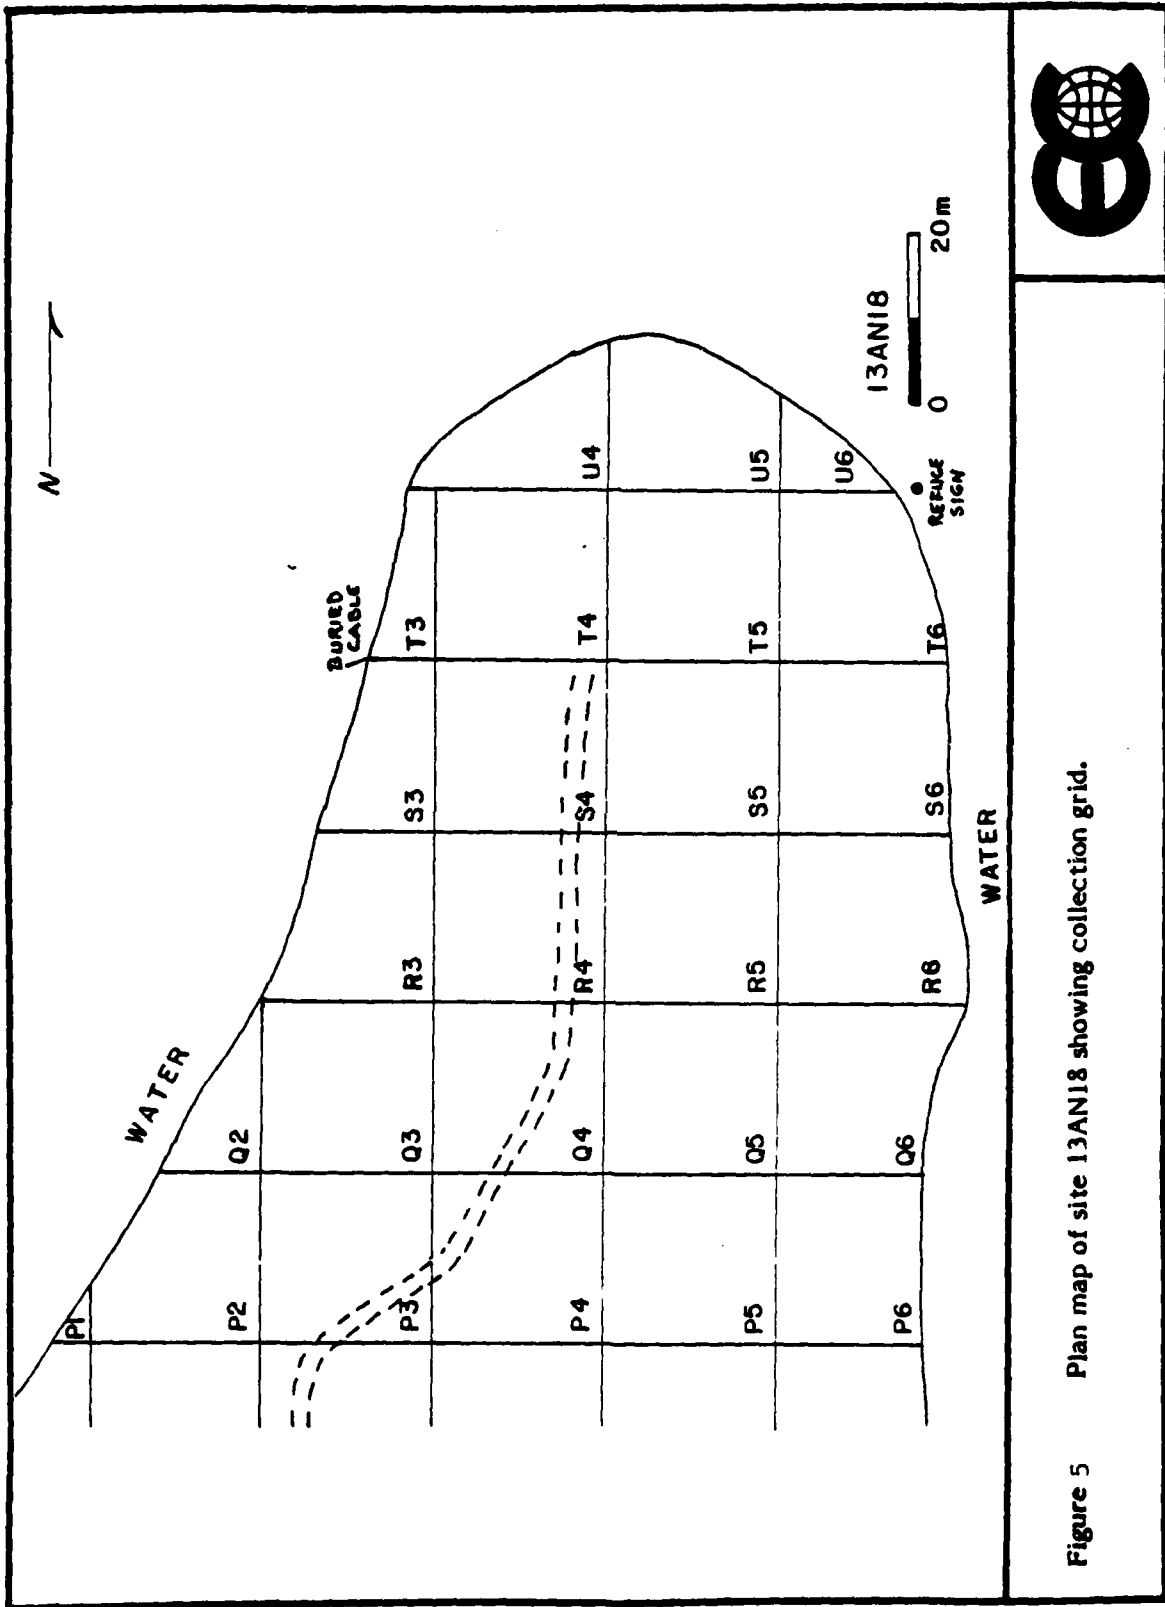 N
BURIED
CABLE
WATER
P1
P2
Q2
P3
Q3
R3
S3
T3
P4
Q4
R4
S4
T4
U4
P5
Q5
R5
S5
T5
U5
P6
Q6
R6
S6
T6
U6
REFUGE
SIGN
13AN18
0 20m
WATER
Figure 5 Plan map of site 13AN18 showing collection grid.